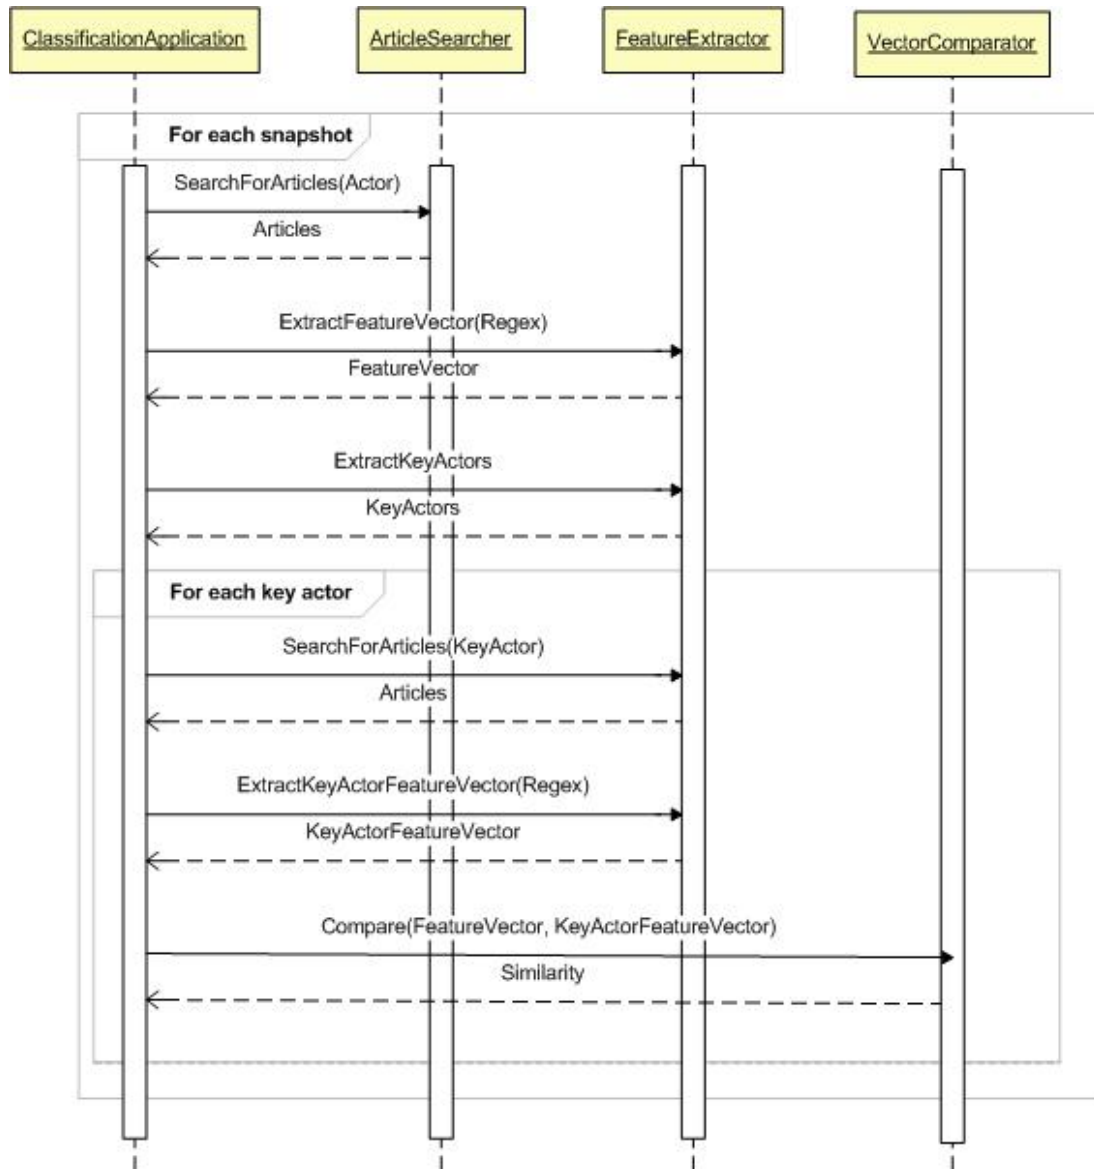 ClassificationApplication
ArticleSearcher
FeatureExtractor
VectorComparator
For each snapshot
SearchForArticles(Actor)
Articles
ExtractFeatureVector(Regex)
FeatureVector
ExtractKeyActors
KeyActors
For each key actor
SearchForArticles(KeyActor)
Articles
ExtractKeyActorFeatureVector(Regex)
KeyActorFeatureVector
Compare(FeatureVector, KeyActorFeatureVector)
Similarity